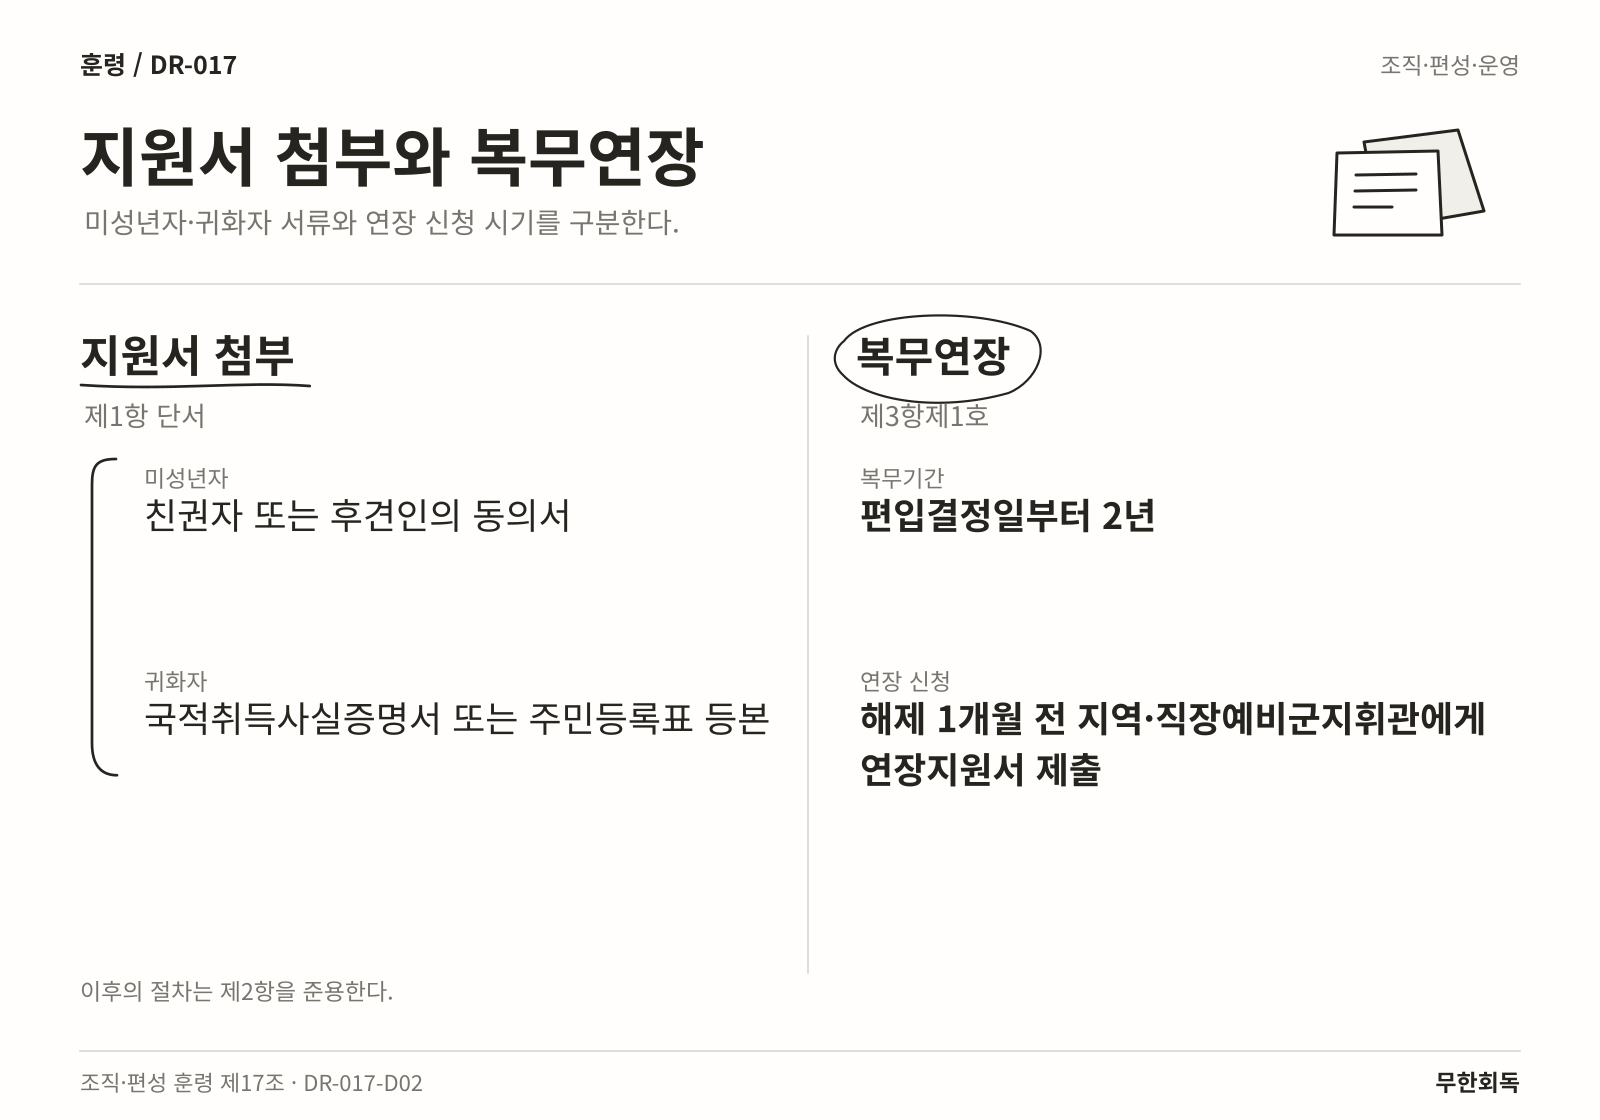 훈령 / DR-017
조직·편성·운영
지원서 첨부와 복무연장
미성년자·귀화자 서류와 연장 신청 시기를 구분한다.
지원서 첨부
제1항 단서
미성년자
친권자 또는 후견인의 동의서
귀화자
국적취득사실증명서 또는 주민등록표 등본
복무연장
제3항제1호
복무기간
편입결정일부터 2년
연장 신청
해제 1개월 전 지역·직장예비군지휘관에게
연장지원서 제출
이후의 절차는 제2항을 준용한다.
조직·편성 훈령 제17조 · DR-017-D02
무한회독